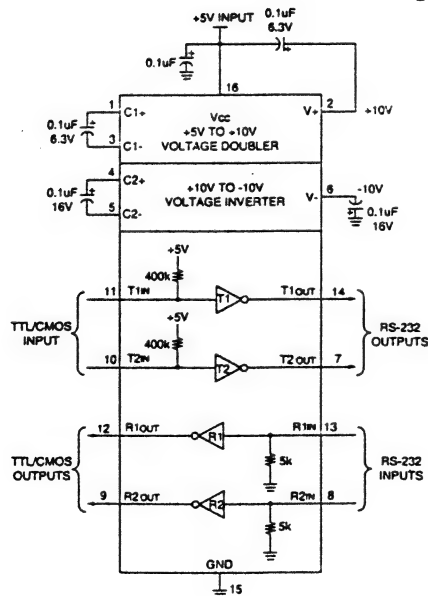 +5V INPUT
0.1uF
6.3V
0.1uF
16
1
C1+
Vcc
V+
2
+10V
0.1uF
6.3V
3
C1-
+5V TO +10V
VOLTAGE DOUBLER
4
C2+
+10V TO -10V
VOLTAGE INVERTER
V-
6
-10V
0.1uF
16V
5
C2-
0.1uF
16V
+5V
400k
11
T1IN
T1
T1OUT
14
+5V
400k
TTL/CMOS
INPUT
RS-232
OUTPUTS
10
T2IN
T2
T2OUT
7
12
R1OUT
R1
R1IN
13
5k
TTL/CMOS
OUTPUTS
RS-232
INPUTS
9
R2OUT
R2
R2IN
8
5k
GND
15